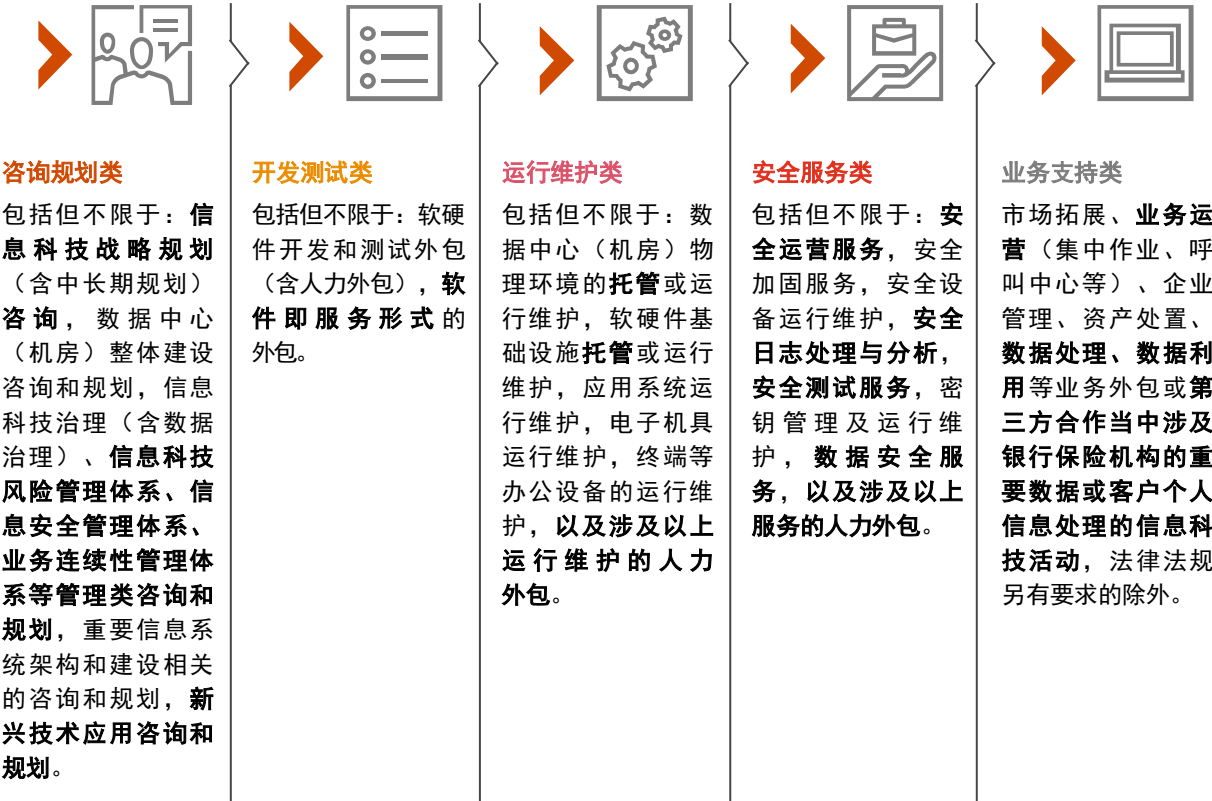 咨询规划类
包括但不限于：信
息科技战略规划
（含中长期规划）
咨询，数据中心
（机房）整体建设
咨询和规划，信息
科技治理（含数据
治理）、信息科技
风险管理体系、信
息安全管理体系、
业务连续性管理体
系等管理类咨询和
规划，重要信息系
统架构和建设相关
的咨询和规划，新
兴技术应用咨询和
规划。
开发测试类
包括但不限于：软硬
件开发和测试外包
（含人力外包），软
件即服务形式的
外包。
运行维护类
包括但不限于：数
据中心（机房）物
理环境的托管或运
行维护，软硬件基
础设施托管或运行
维护，应用系统运
行维护，电子机具
运行维护，终端等
办公设备的运行维
护，以及涉及以上
运行维护的人力
外包。
安全服务类
包括但不限于：安
全运营服务，安全
加固服务，安全设
备运行维护，安全
日志处理与分析，
安全测试服务，密
钥管理及运行维
护，数据安全服
务，以及涉及以上
服务的人力外包。
业务支持类
市场拓展、业务运
营（集中作业、呼
叫中心等）、企业
管理、资产处置、
数据处理、数据利
用等业务外包或第
三方合作当中涉及
银行保险机构的重
要数据或客户个人
信息处理的信息科
技活动，法律法规
另有要求的除外。